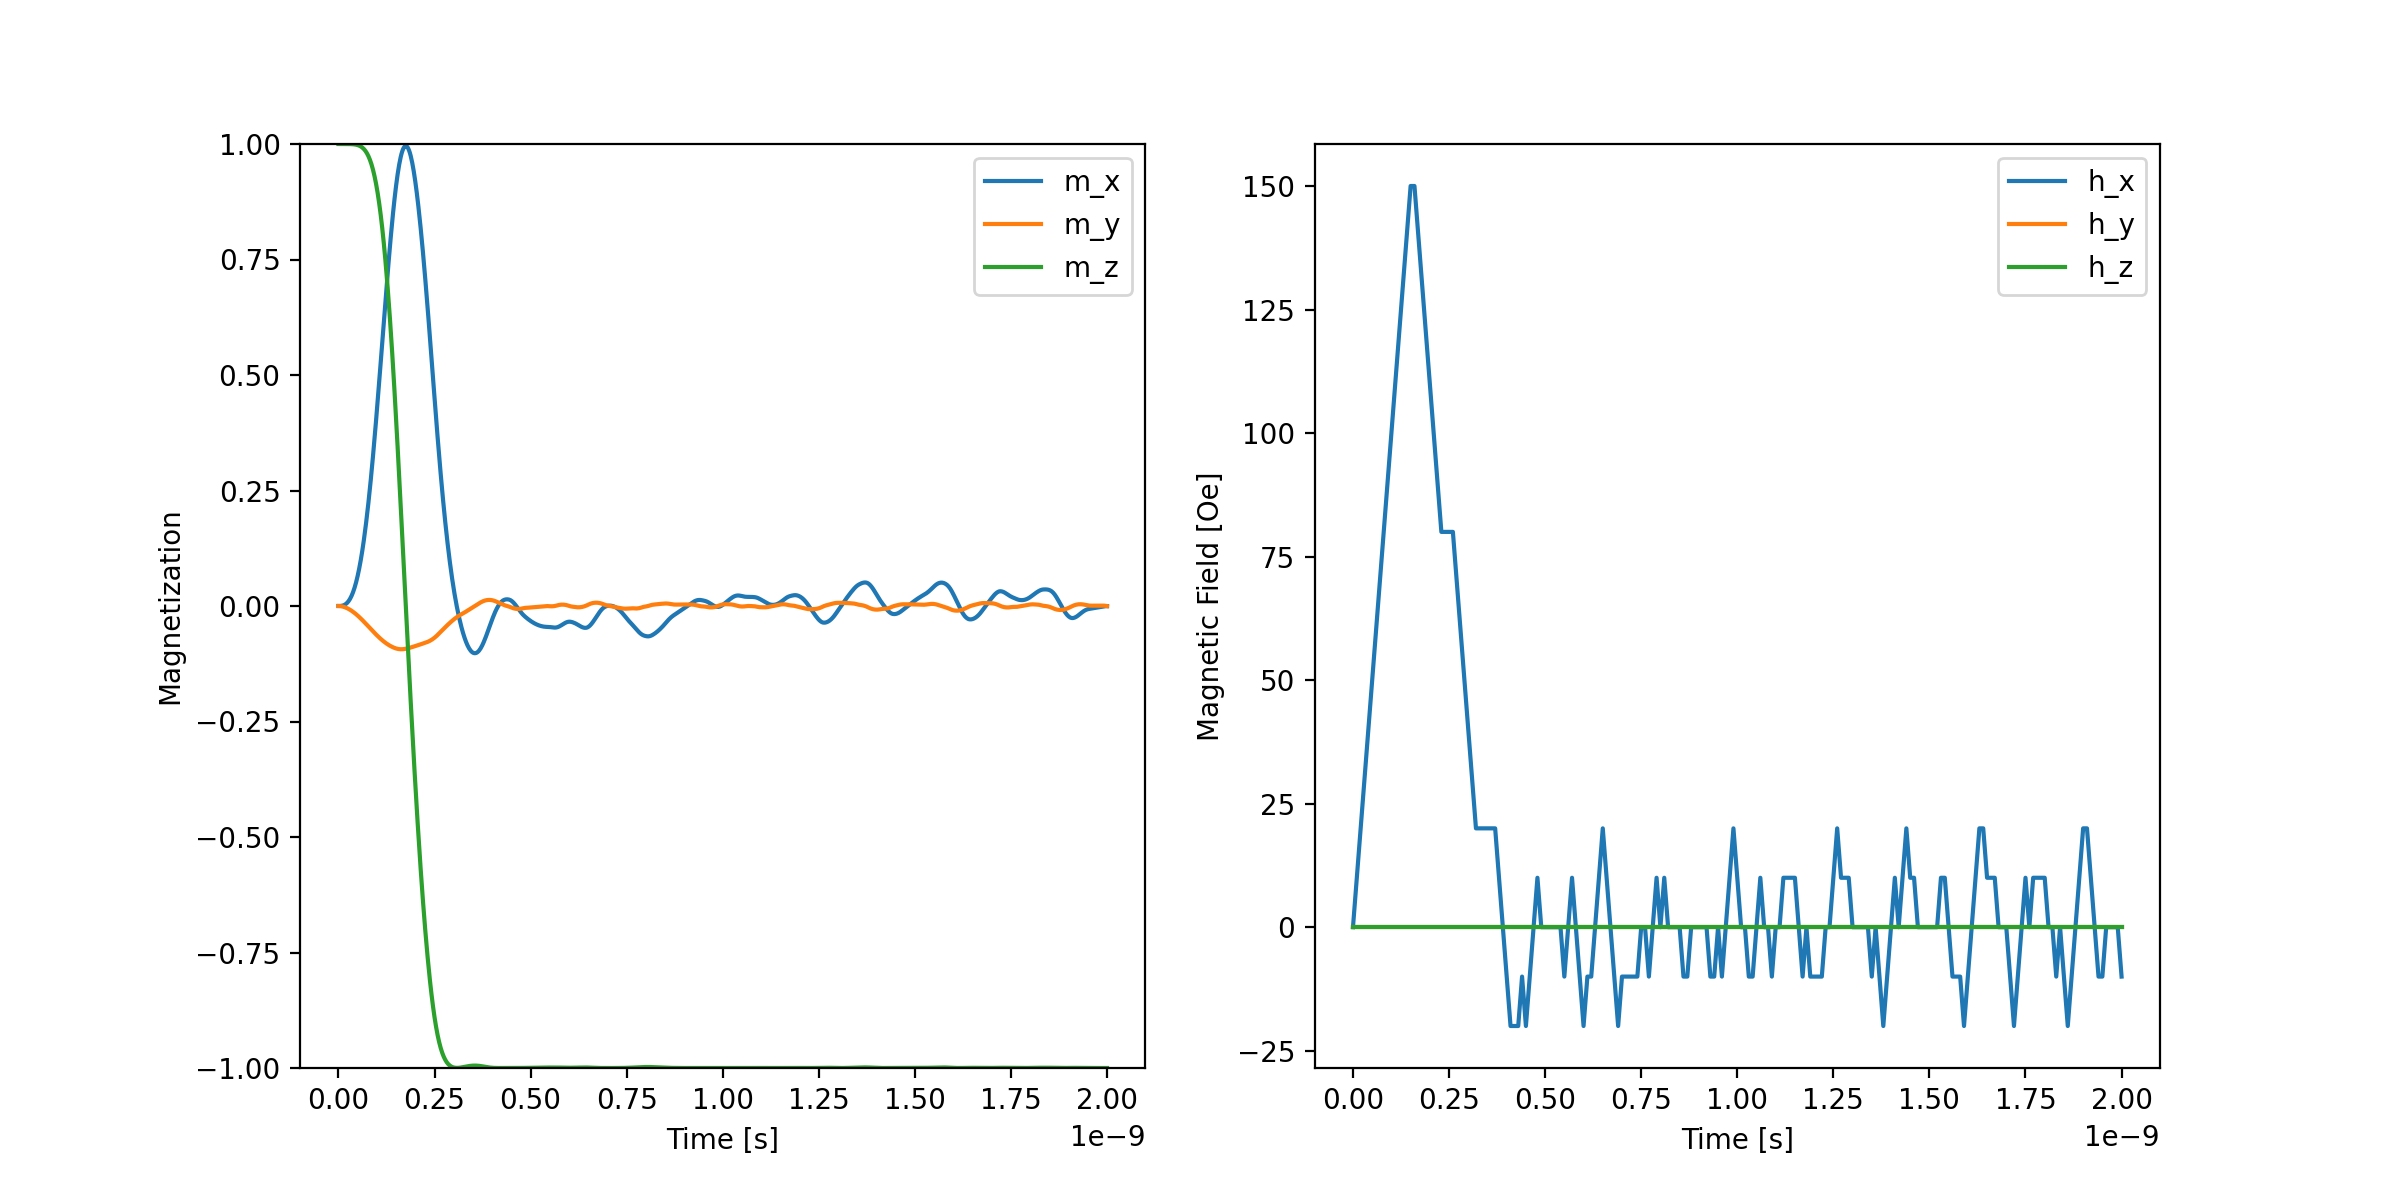 1.00
0.75
0.50
0.25
0.00
−0.25
−0.50
−0.75
−1.00
Magnetization
0.00 0.25 0.50 0.75 1.00 1.25 1.50 1.75 2.00
Time [s]
1e−9
m_x
m_y
m_z
150
125
100
75
50
25
0
−25
Magnetic Field [Oe]
0.00 0.25 0.50 0.75 1.00 1.25 1.50 1.75 2.00
Time [s]
1e−9
h_x
h_y
h_z